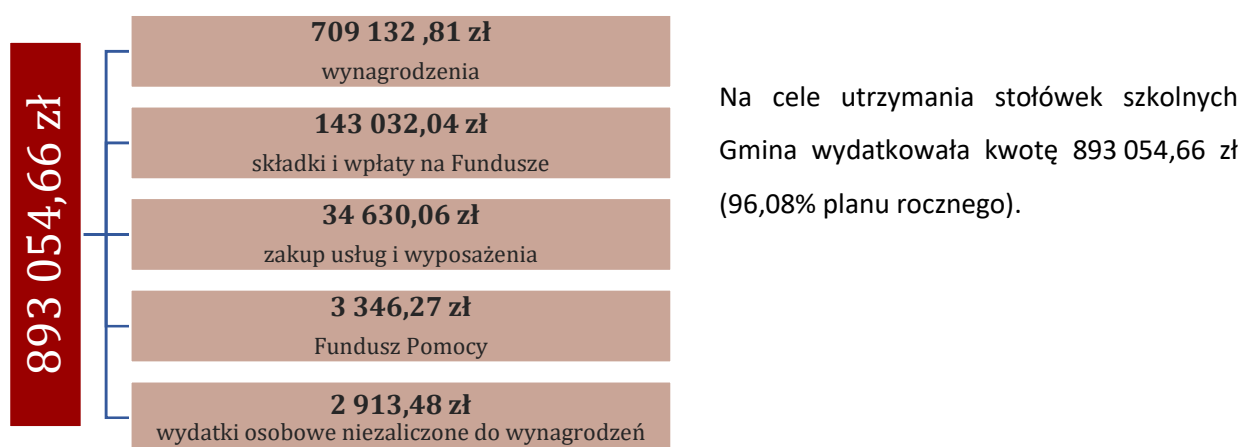 893 054,66 zł
709 132 ,81 zł
wynagrodzenia
143 032,04 zł
składki i wpłaty na Fundusze
34 630,06 zł
zakup usług i wyposażenia
3 346,27 zł
Fundusz Pomocy
2 913,48 zł
wydatki osobowe niezaliczone do wynagrodzeń
Na cele utrzymania stołówek szkolnych
Gmina wydatkowała kwotę 893 054,66 zł
(96,08% planu rocznego).